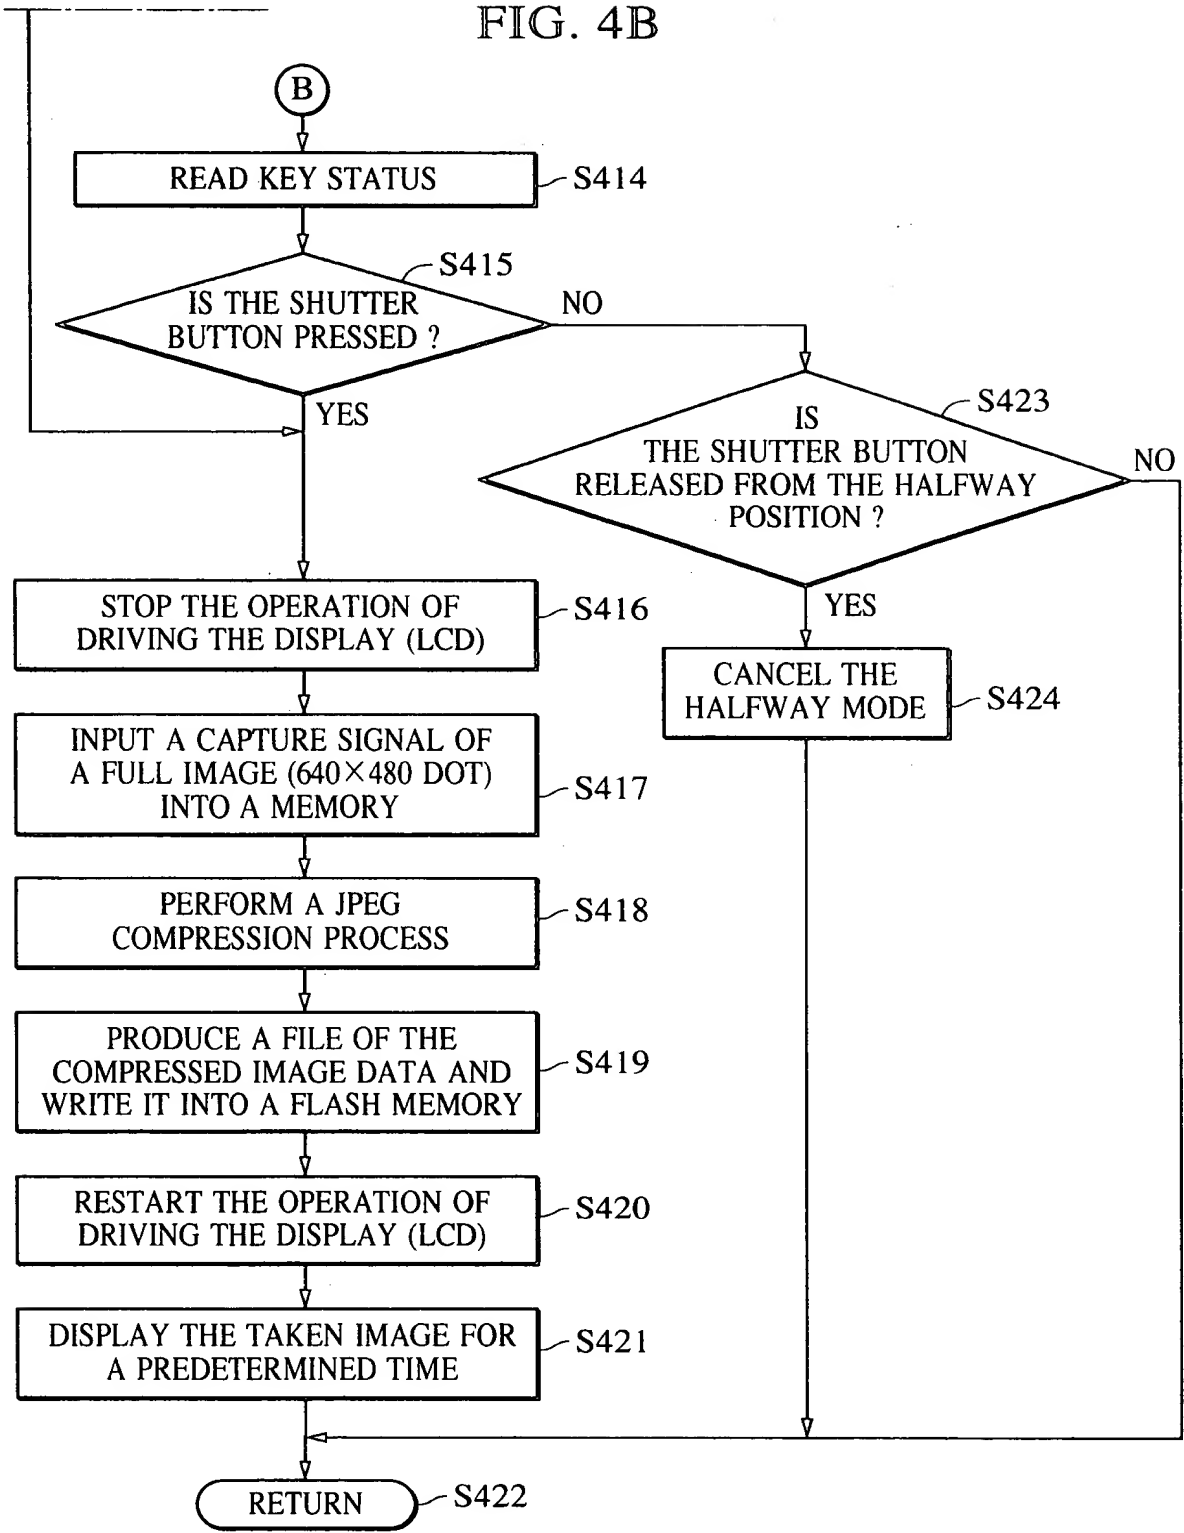 FIG. 4B
B
READ KEY STATUS
S414
S415
IS THE SHUTTER
BUTTON PRESSED ?
NO
YES
S423
IS
THE SHUTTER BUTTON
RELEASED FROM THE HALFWAY
POSITION ?
NO
YES
STOP THE OPERATION OF
DRIVING THE DISPLAY (LCD)
S416
CANCEL THE
HALFWAY MODE
S424
INPUT A CAPTURE SIGNAL OF
A FULL IMAGE (640×480 DOT)
INTO A MEMORY
S417
PERFORM A JPEG
COMPRESSION PROCESS
S418
PRODUCE A FILE OF THE
COMPRESSED IMAGE DATA AND
WRITE IT INTO A FLASH MEMORY
S419
RESTART THE OPERATION OF
DRIVING THE DISPLAY (LCD)
S420
DISPLAY THE TAKEN IMAGE FOR
A PREDETERMINED TIME
S421
RETURN
S422